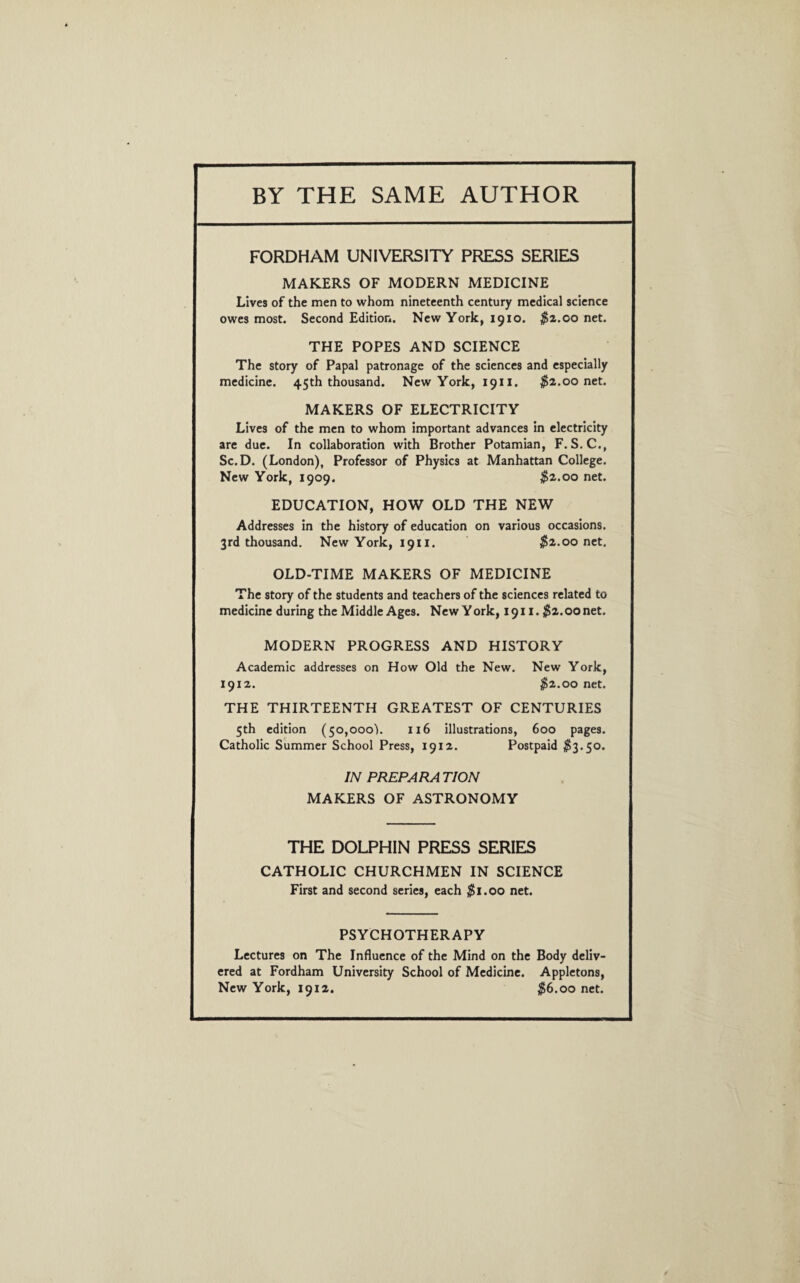 BY THE SAME AUTHOR
FORDHAM UNIVERSITY PRESS SERIES
MAKERS OF MODERN MEDICINE
Lives of the men to whom nineteenth century medical science
owes most. Second Edition. New York, 1910. $2.00 net.
THE POPES AND SCIENCE
The story of Papal patronage of the sciences and especially
medicine. 45th thousand. New York, 1911. $2.00 net.
MAKERS OF ELECTRICITY
Lives of the men to whom important advances in electricity
are due. In collaboration with Brother Potamian, F. S. C.,
Sc.D. (London), Professor of Physics at Manhattan College.
New York, 1909. $2.00 net.
EDUCATION, HOW OLD THE NEW
Addresses in the history of education on various occasions.
3rd thousand. New York, 1911. $2.00 net.
OLD-TIME MAKERS OF MEDICINE
The story of the students and teachers of the sciences related to
medicine during the Middle Ages. New York, 1911. $2.00 net.
MODERN PROGRESS AND HISTORY
Academic addresses on How Old the New. New York,
1912. $2.00 net.
THE THIRTEENTH GREATEST OF CENTURIES
5th edition (50,000). 116 illustrations, 600 pages.
Catholic Summer School Press, 1912. Postpaid $3.50.
IN PREPARATION
MAKERS OF ASTRONOMY
THE DOLPHIN PRESS SERIES
CATHOLIC CHURCHMEN IN SCIENCE
First and second series, each $1.00 net.
PSYCHOTHERAPY
Lectures on The Influence of the Mind on the Body deliv-
ered at Fordham University School of Medicine. Appletons,
New York, 1912. $6.00 net.